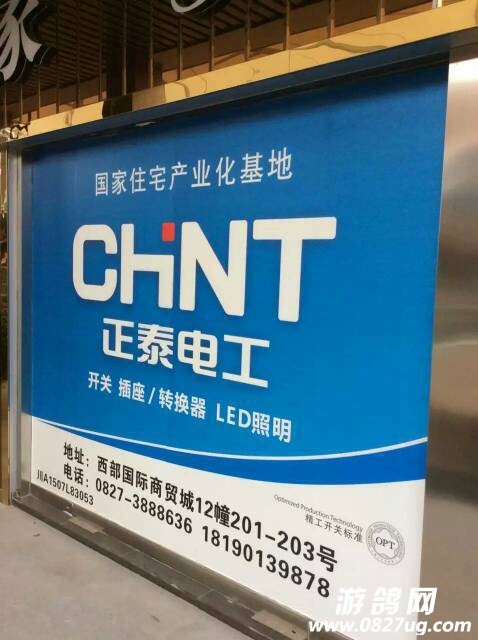 家
国家住宅产业化基地
CHNT
正泰电工
开关 插座/转换器 LED照明
地址：西部国际商贸城12幢201-203号
电话：0827-3888636 18190139878
川A1507L83053
Optimized Production Technology
精工开关标准
OPT
游鸽网
www.0827ug.com